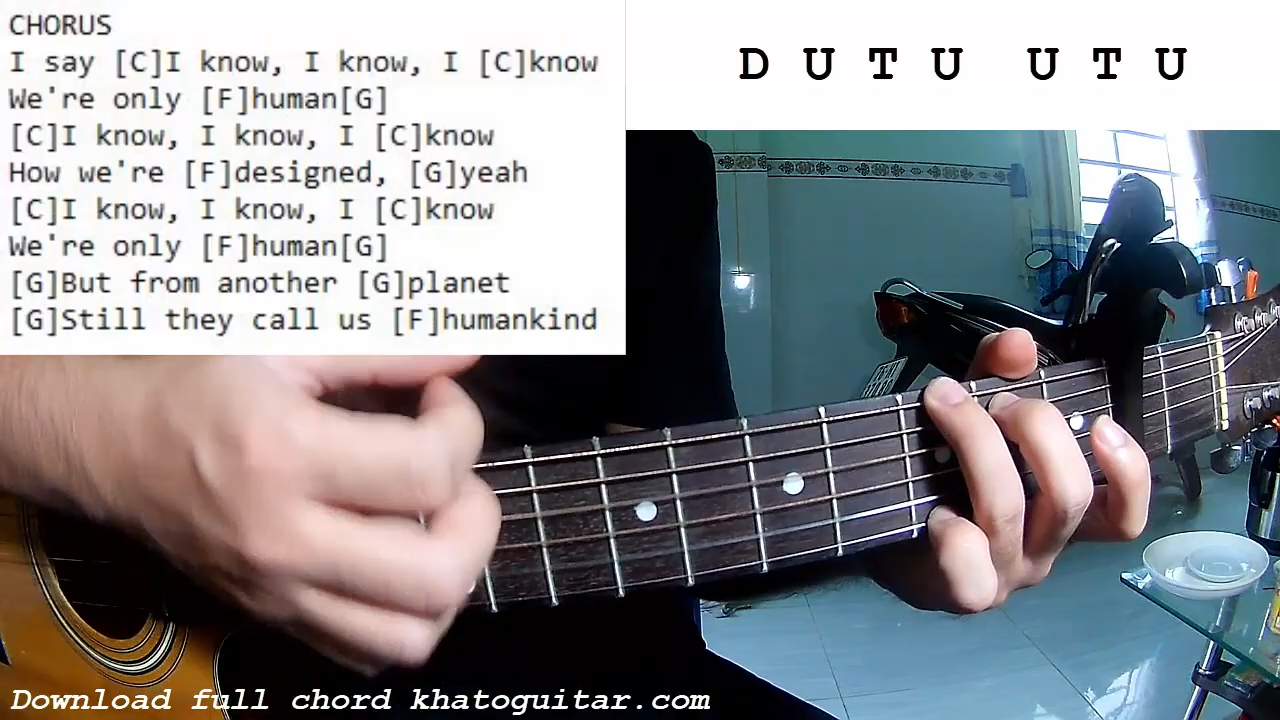 CHORUS
I say [C]I know, I know, I [C]know
We're only [F]human[G]
[C]I know, I know, I [C]know
How we're [F]designed, [G]yeah
[C]I know, I know, I [C]know
We're only [F]human[G]
[G]But from another [G]planet
[G]Still they call us [F]humankind
D U T U U T U
Download full chord khatoguitar.com